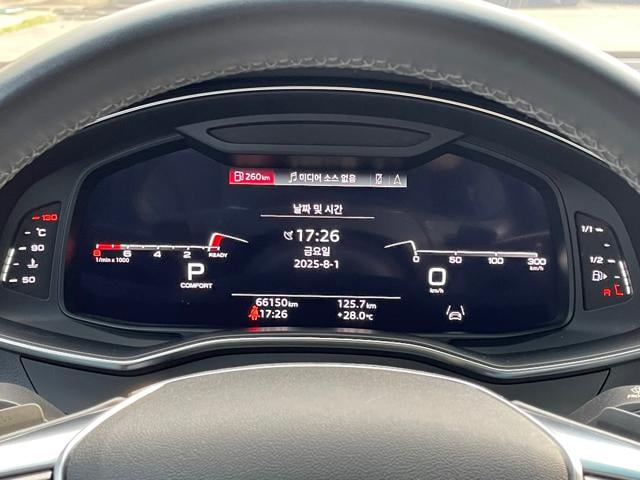 260km 미디어 소스 없음
날짜 및 시간
17:26
금요일
2025-8-1
130
°C
90
50
8 6 4 2 READY
1/min x 1000
P
COMFORT
0 50 100 300
km/h
0
km/h
1/1
1/2
R
66150km 125.7km
17:26 +28.0°C